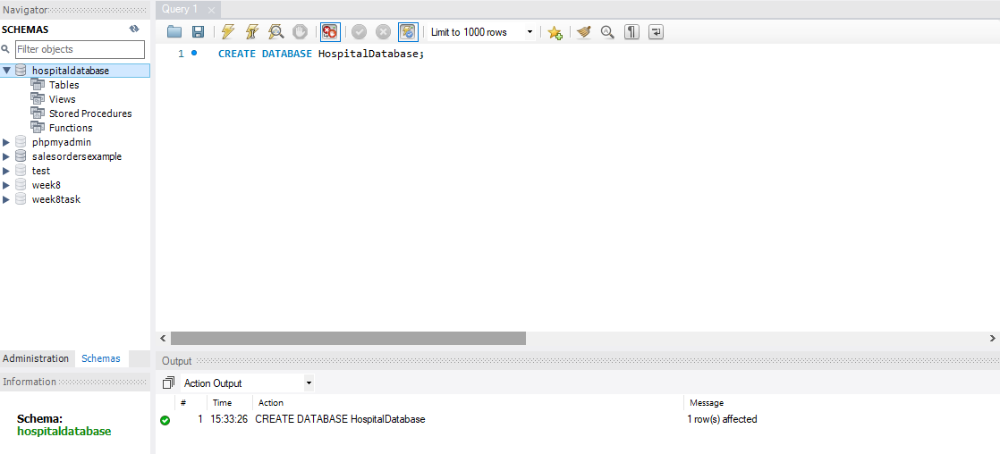 Navigator
SCHEMAS
Filter objects
hospitaldatabase
Tables
Views
Stored Procedures
Functions
phpmyadmin
salesordersexample
test
week8
week8task
Administration Schemas
Information
Schema:
hospitaldatabase
Query 1
Limit to 1000 rows
1 CREATE DATABASE HospitalDatabase;
Output
Action Output
# Time Action Message
1 15:33:26 CREATE DATABASE HospitalDatabase 1 row(s) affected